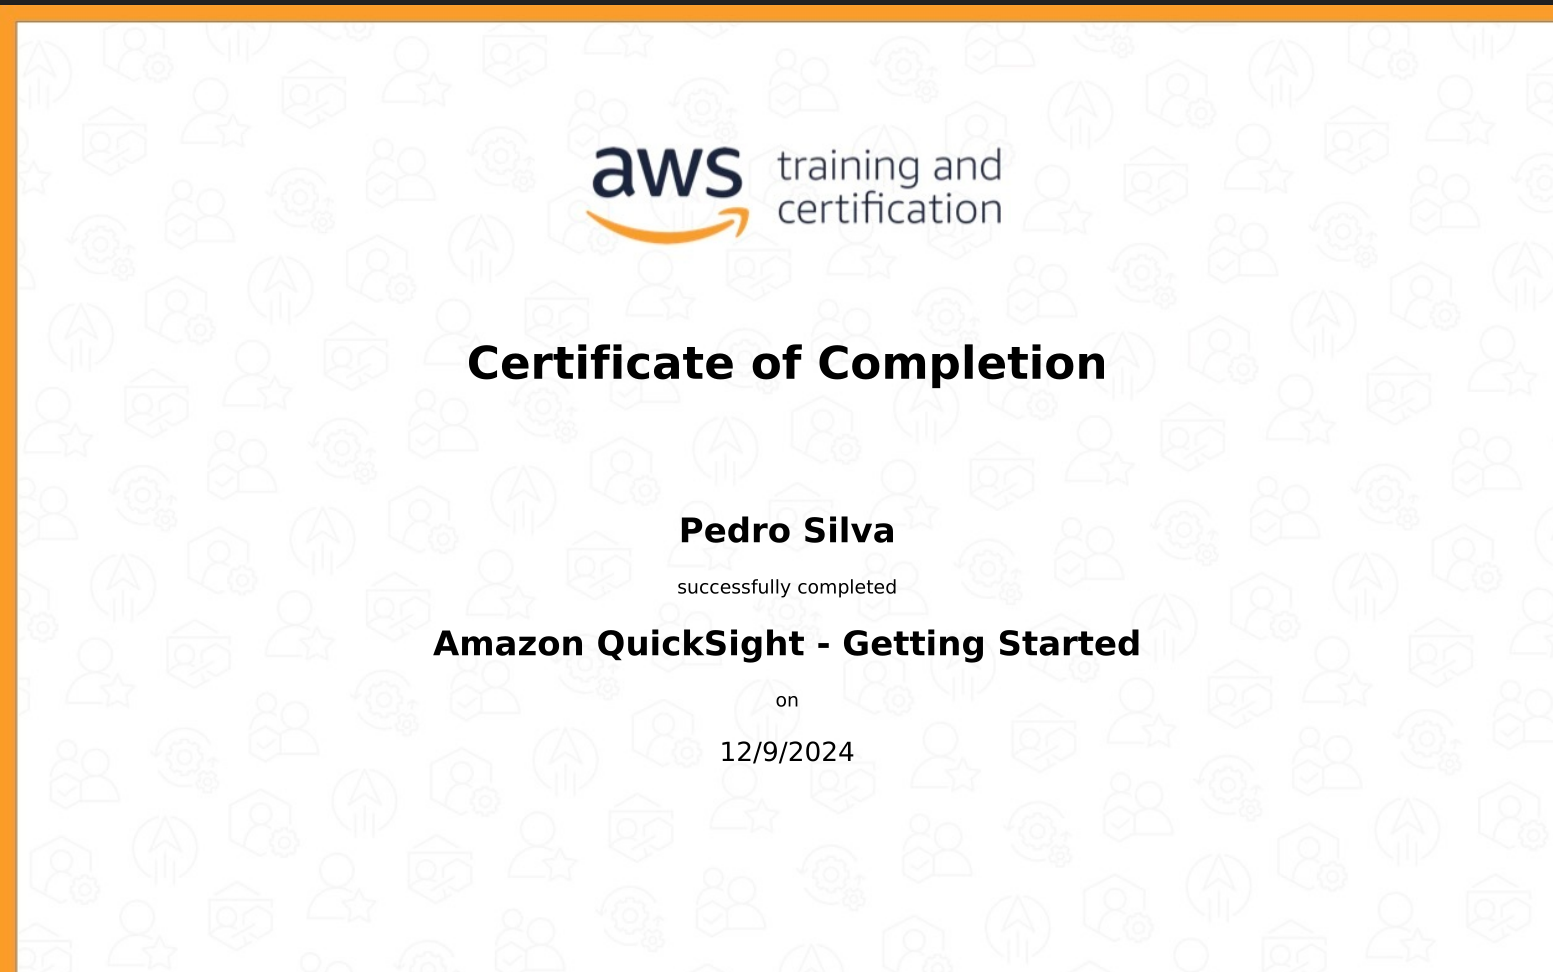 aws training and
certification
Certificate of Completion
Pedro Silva
successfully completed
Amazon QuickSight - Getting Started
on
12/9/2024